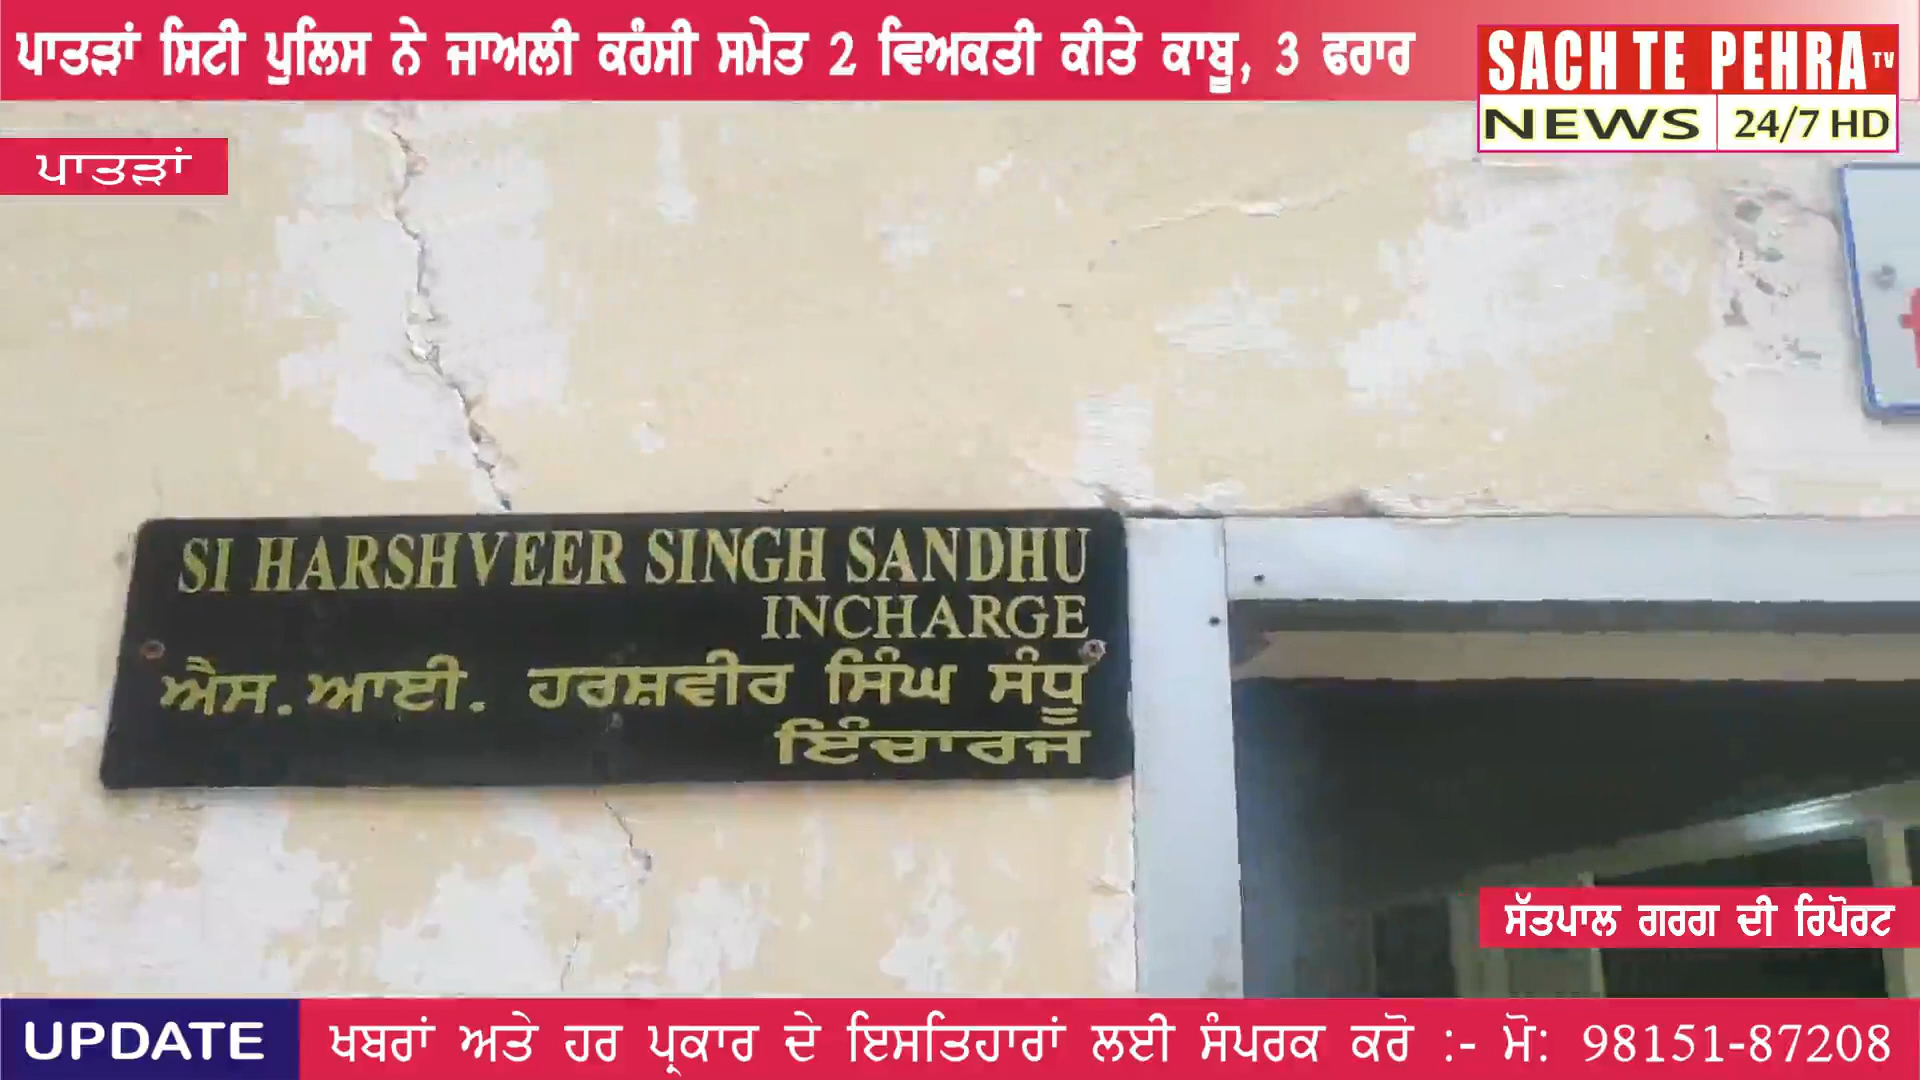 ਪਾਤੜਾਂ ਸਿਟੀ ਪੁਲਿਸ ਨੇ ਜਾਅਲੀ ਕਰੰਸੀ ਸਮੇਤ 2 ਵਿਅਕਤੀ ਕੀਤੇ ਕਾਬੂ, 3 ਫਰਾਰ
SACH TE PEHRA TV
NEWS 24/7 HD
ਪਾਤੜਾਂ
SI HARSHVEER SINGH SANDHU
INCHARGE
ਐਸ.ਆਈ. ਹਰਸ਼ਵੀਰ ਸਿੰਘ ਸੰਧੂ
ਇੰਚਾਰਜ
ਸੱਤਪਾਲ ਗਰਗ ਦੀ ਰਿਪੋਰਟ
UPDATE ਖਬਰਾਂ ਅਤੇ ਹਰ ਪ੍ਰਕਾਰ ਦੇ ਇਸਤਿਹਾਰਾਂ ਲਈ ਸੰਪਰਕ ਕਰੋ :- ਮੋ: 98151-87208